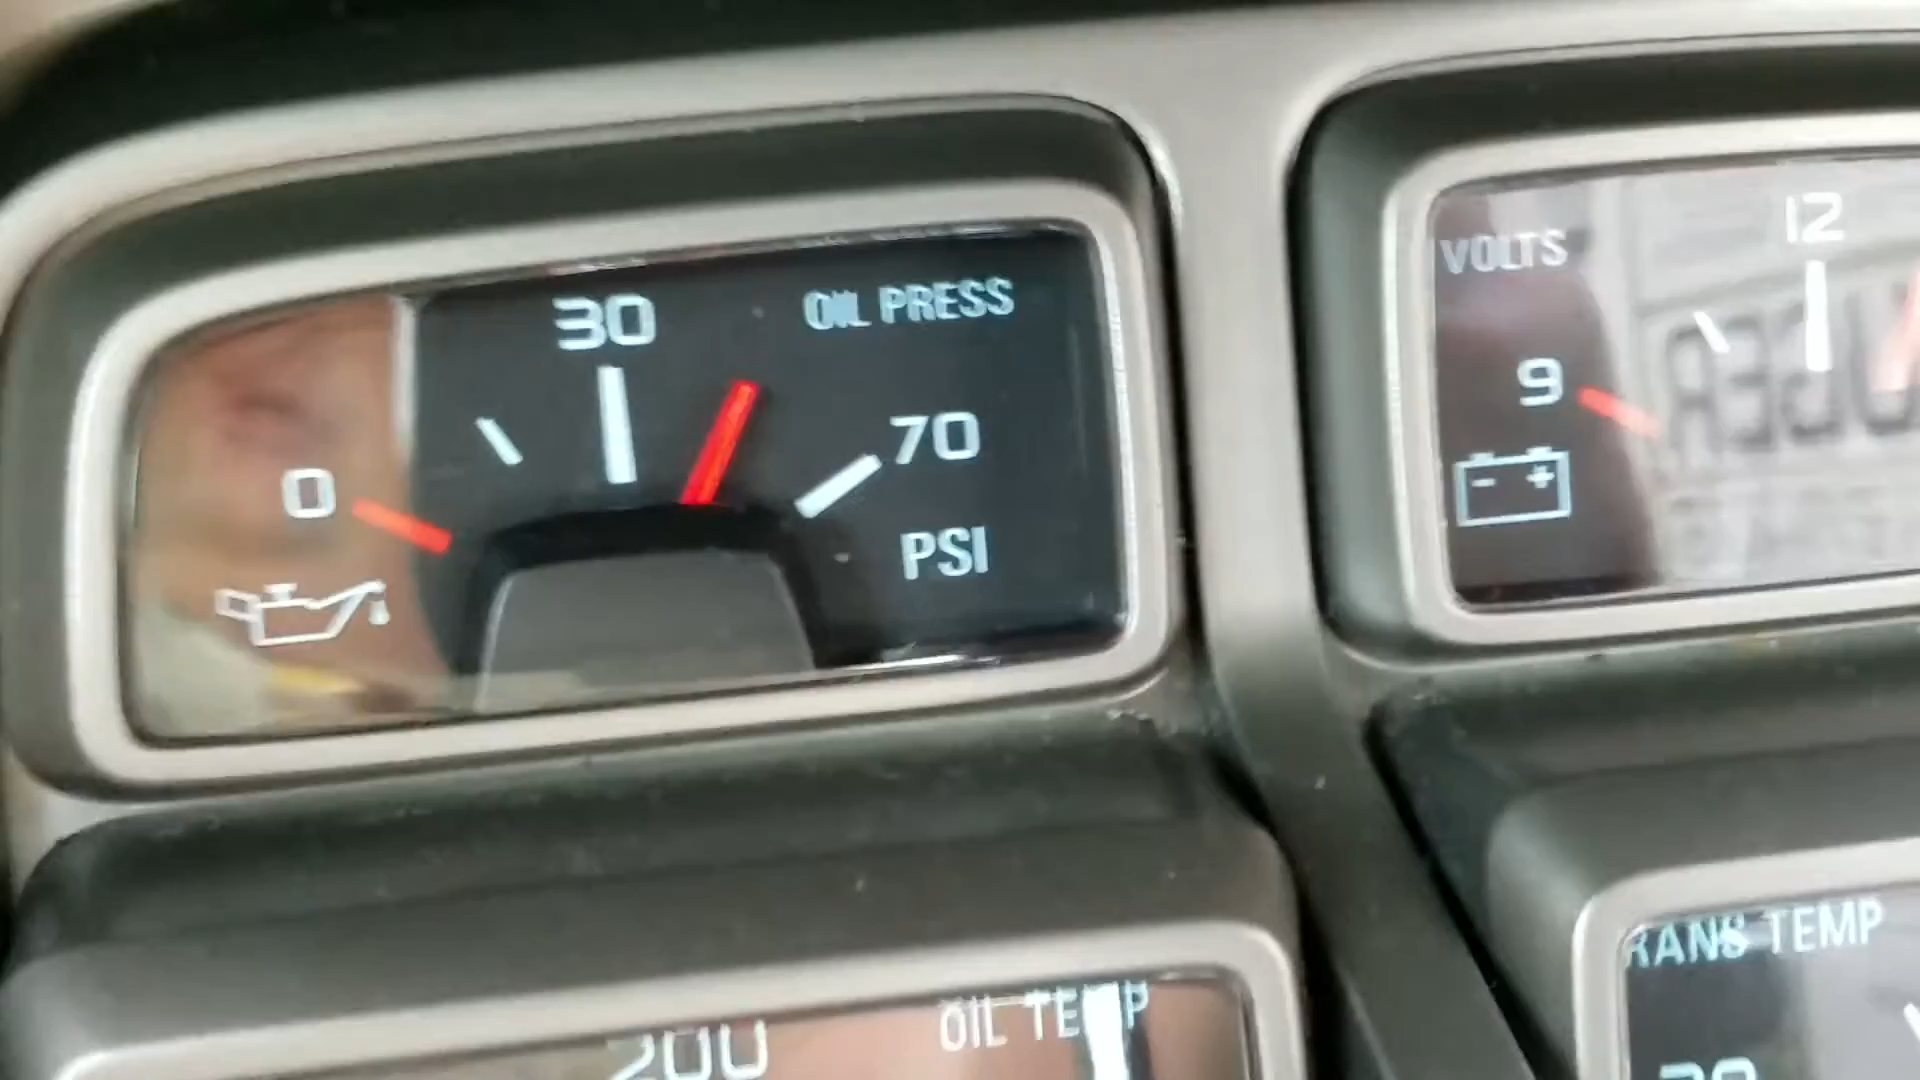 30
OIL PRESS
0
70
PSI
VOLTS
12
9
- +
TRANS TEMP
OIL TEMP
200